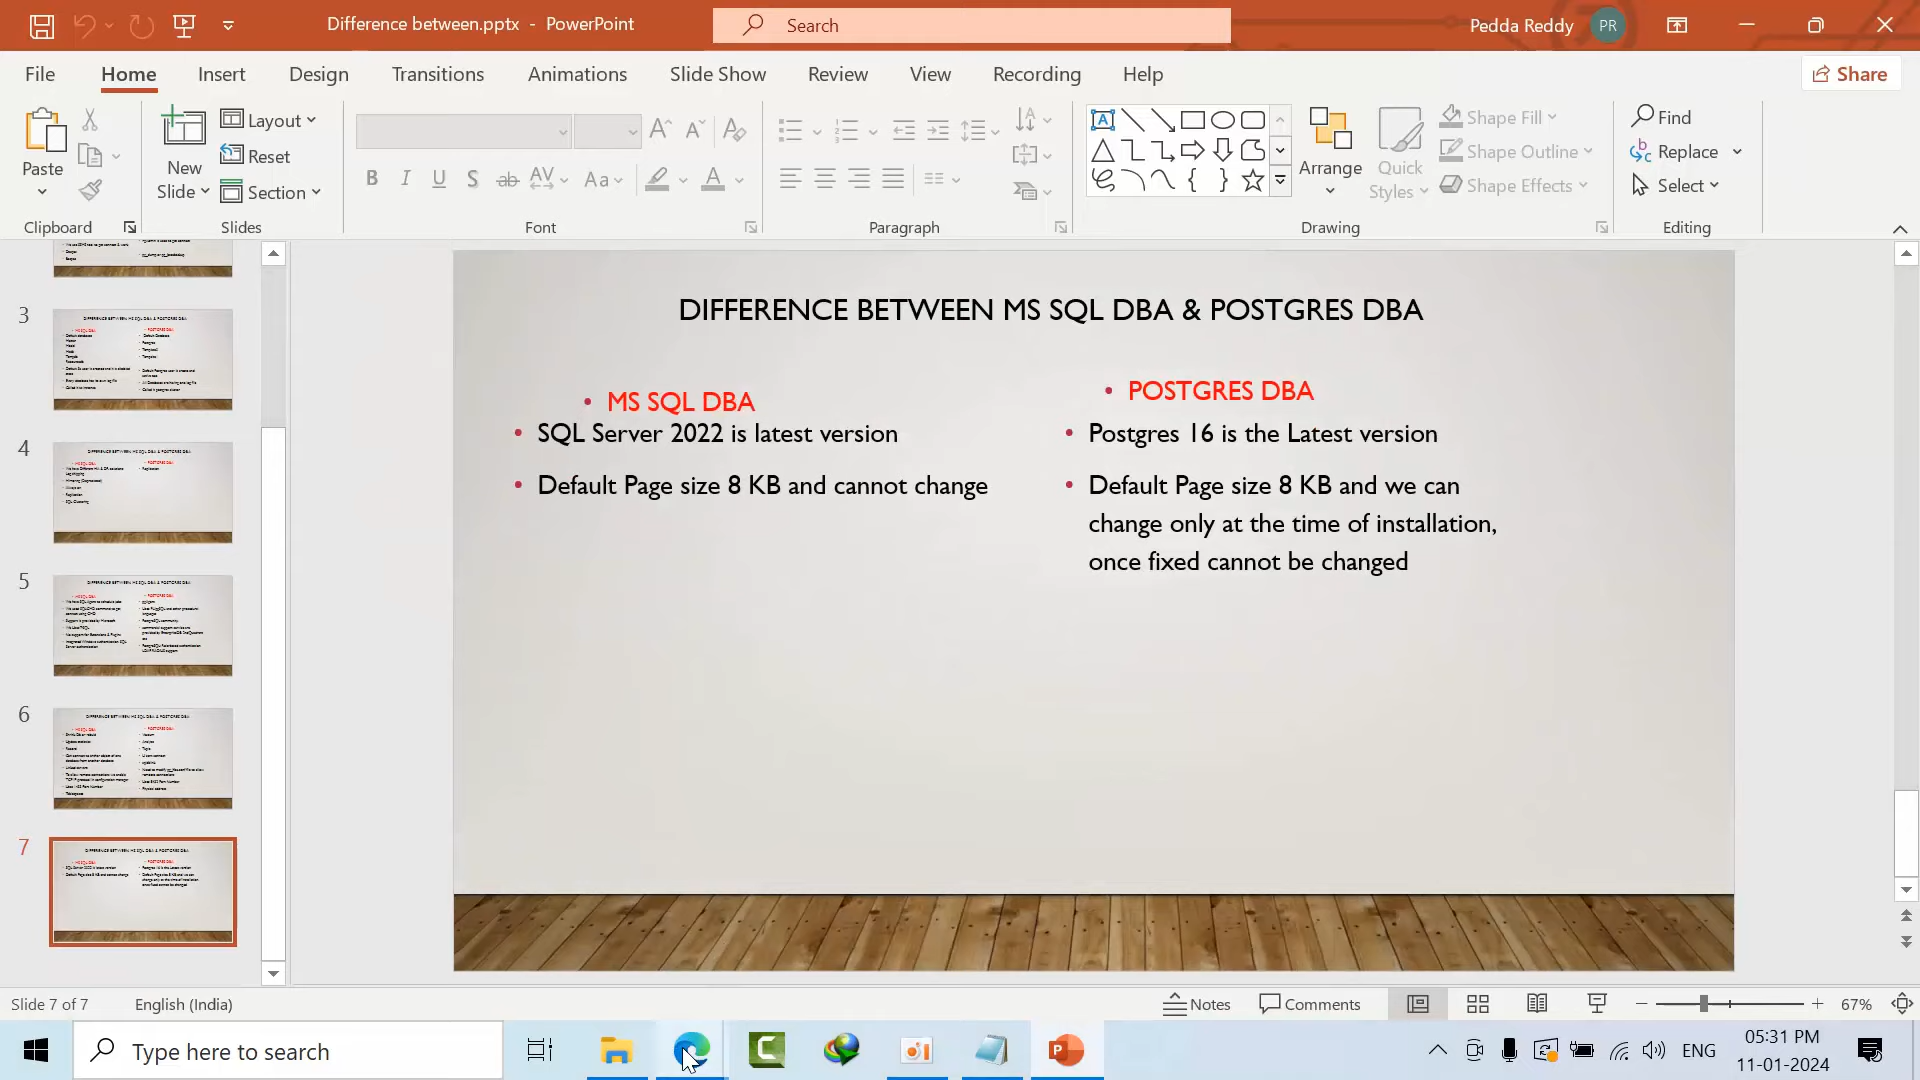 Difference between.pptx - PowerPoint
Search
Pedda Reddy
PR
File
Home
Insert
Design
Transitions
Animations
Slide Show
Review
View
Recording
Help
Share
Paste
New
Slide
Layout
Reset
Section
Arrange
Quick
Styles
Shape Fill
Shape Outline
Shape Effects
Find
Replace
Select
Clipboard
Slides
Font
Paragraph
Drawing
Editing
3
4
5
6
7
DIFFERENCE BETWEEN MS SQL DBA & POSTGRES DBA
• MS SQL DBA
• SQL Server 2022 is latest version
• Default Page size 8 KB and cannot change
• POSTGRES DBA
• Postgres 16 is the Latest version
• Default Page size 8 KB and we can
change only at the time of installation,
once fixed cannot be changed
Slide 7 of 7
English (India)
Notes
Comments
67%
Type here to search
ENG
05:31 PM
11-01-2024